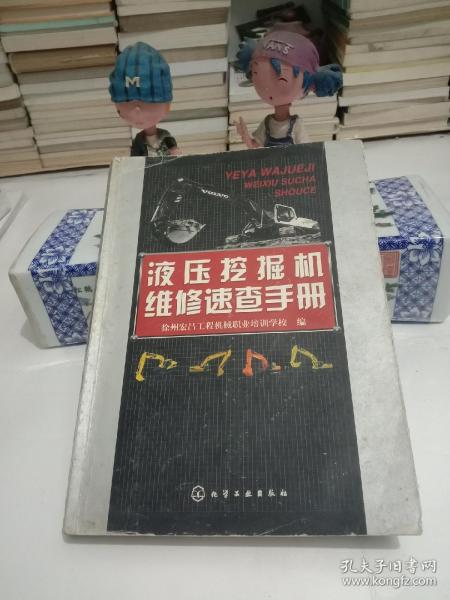 M
VANS
YEYA WAJUEJI
WEIXIU SUCHA
SHOUCE
VOLVO
液压挖掘机
维修速查手册
徐州宏昌工程机械职业培训学校 编
化学工业出版社
孔夫子旧书网
www.kongfz.com